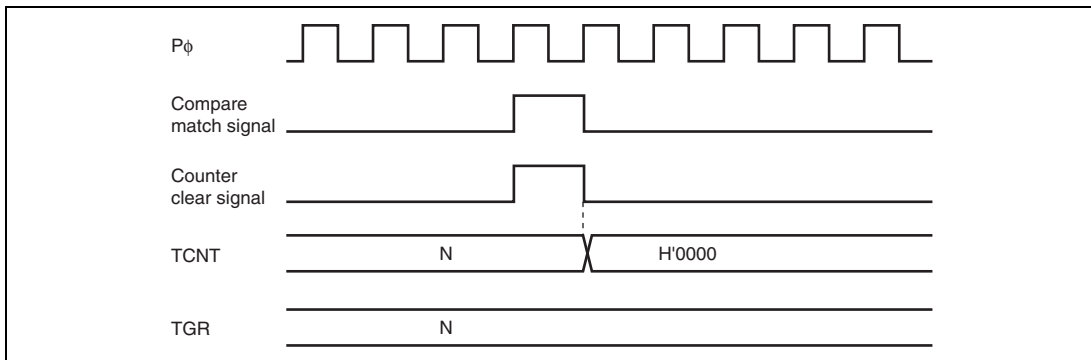 Pϕ
Compare
match signal
Counter
clear signal
TCNT
N
H'0000
TGR
N